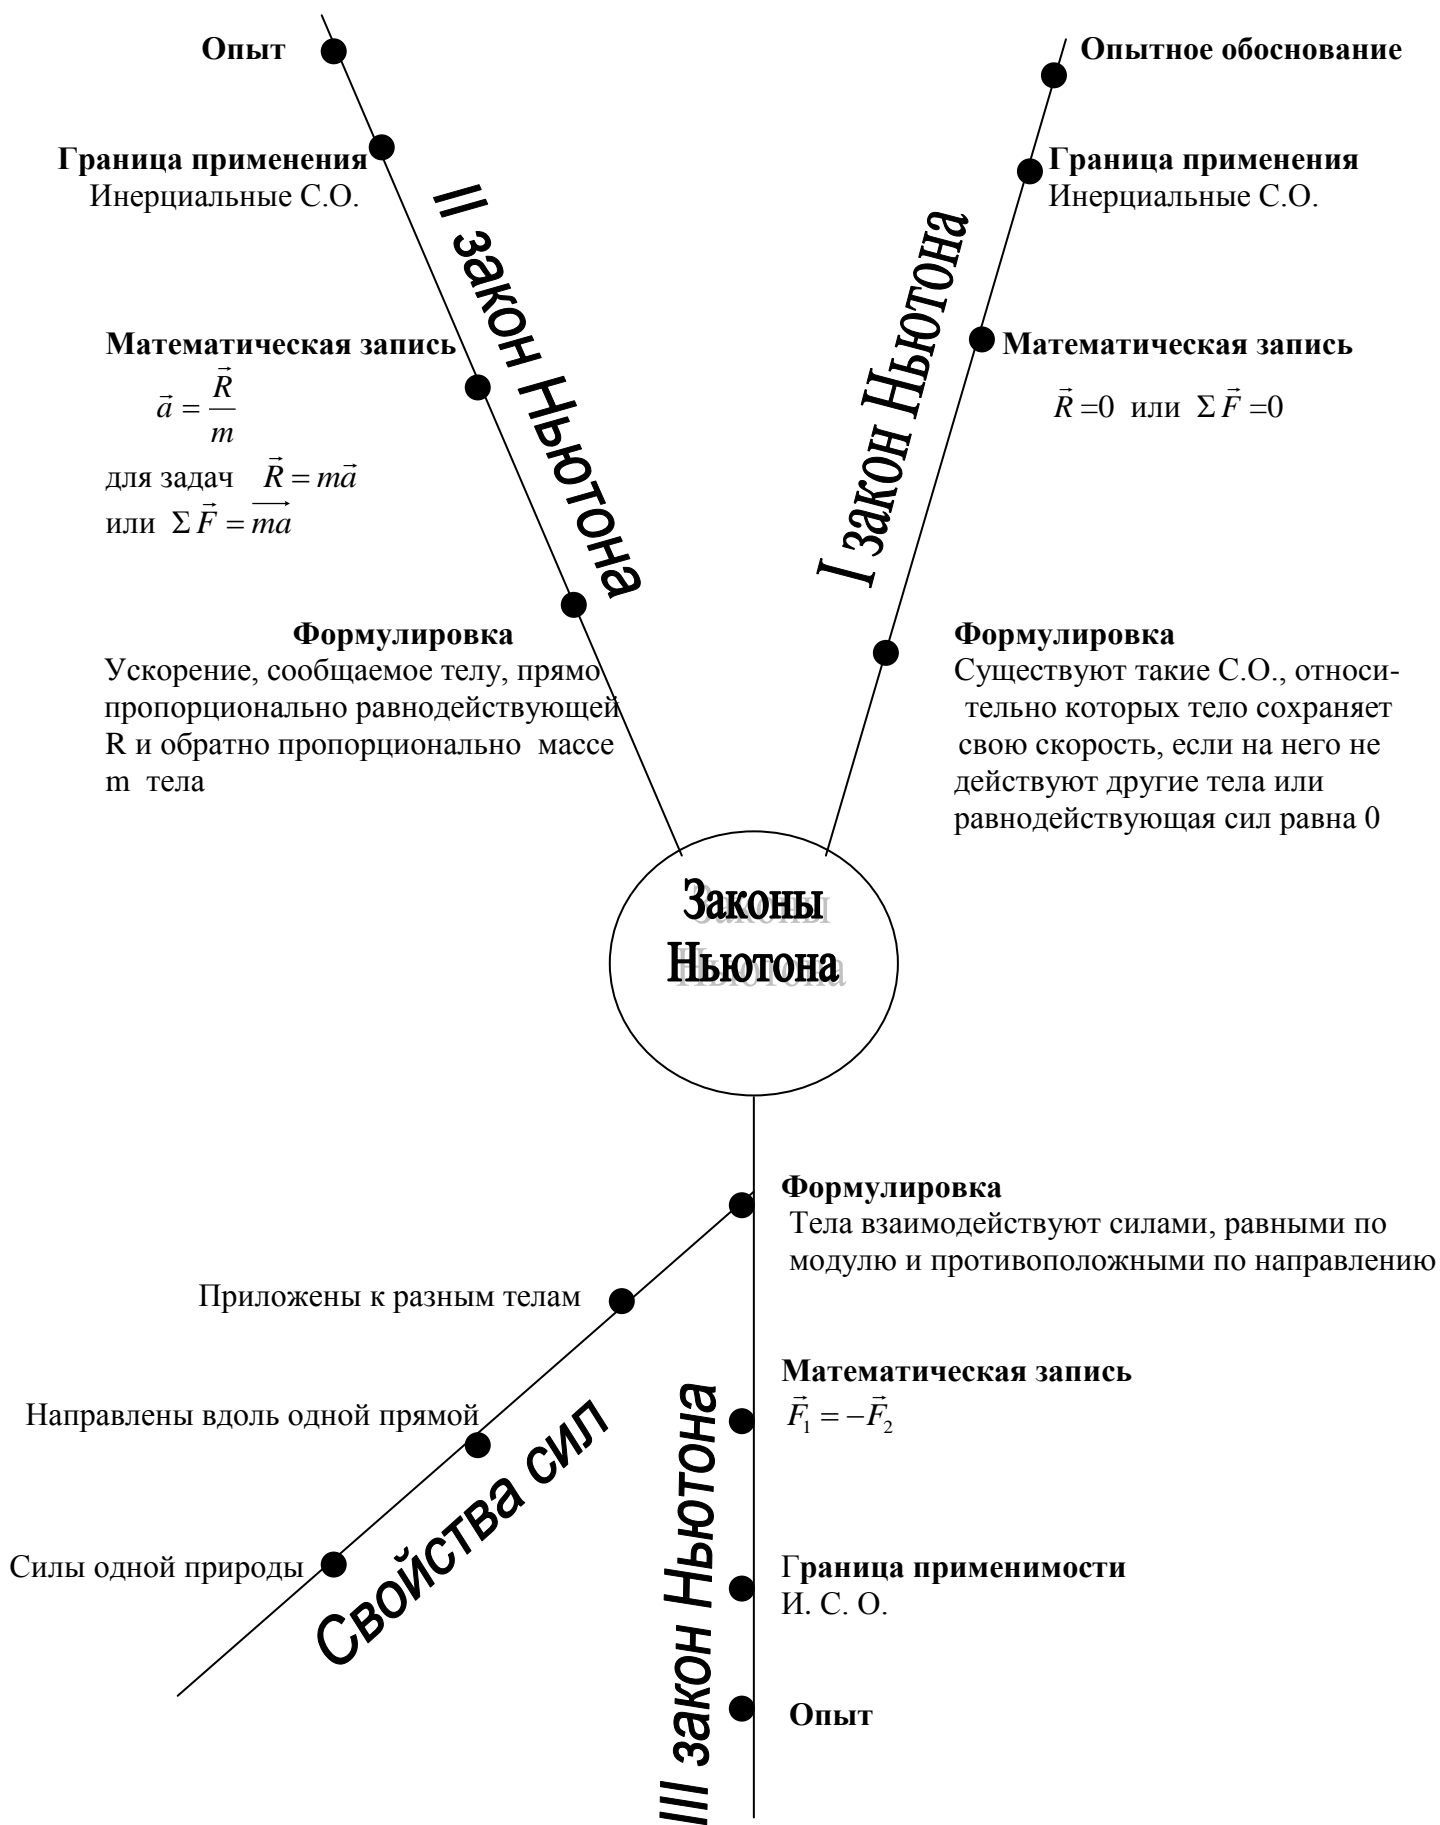 Опыт
Граница применения
Инерциальные С.О.
II закон Ньютона
Математическая запись
a⃗ = R⃗ / m
для задач R⃗ = ma⃗
или Σ F⃗ = ma⃗
Формулировка
Ускорение, сообщаемое телу, прямо
пропорционально равнодействующей
R и обратно пропорционально массе
m тела
Опытное обоснование
Граница применения
Инерциальные С.О.
I закон Ньютона
Математическая запись
R⃗ =0 или Σ F⃗ =0
Формулировка
Существуют такие С.О., относи-
тельно которых тело сохраняет
свою скорость, если на него не
действуют другие тела или
равнодействующая сил равна 0
Законы
Ньютона
Формулировка
Тела взаимодействуют силами, равными по
модулю и противоположными по направлению
Приложены к разным телам
Направлены вдоль одной прямой
Силы одной природы
Свойства сил
III закон Ньютона
Математическая запись
F⃗₁ = −F⃗₂
Граница применимости
И. С. О.
Опыт